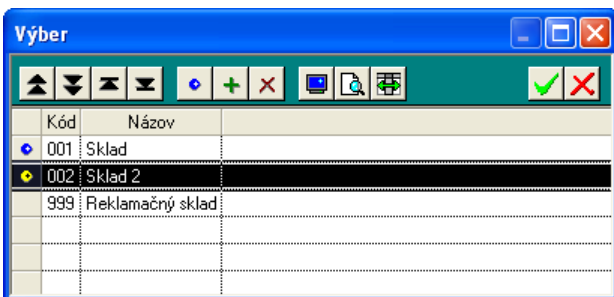 Výber
Kód Názov
001 Sklad
002 Sklad 2
999 Reklamačný sklad